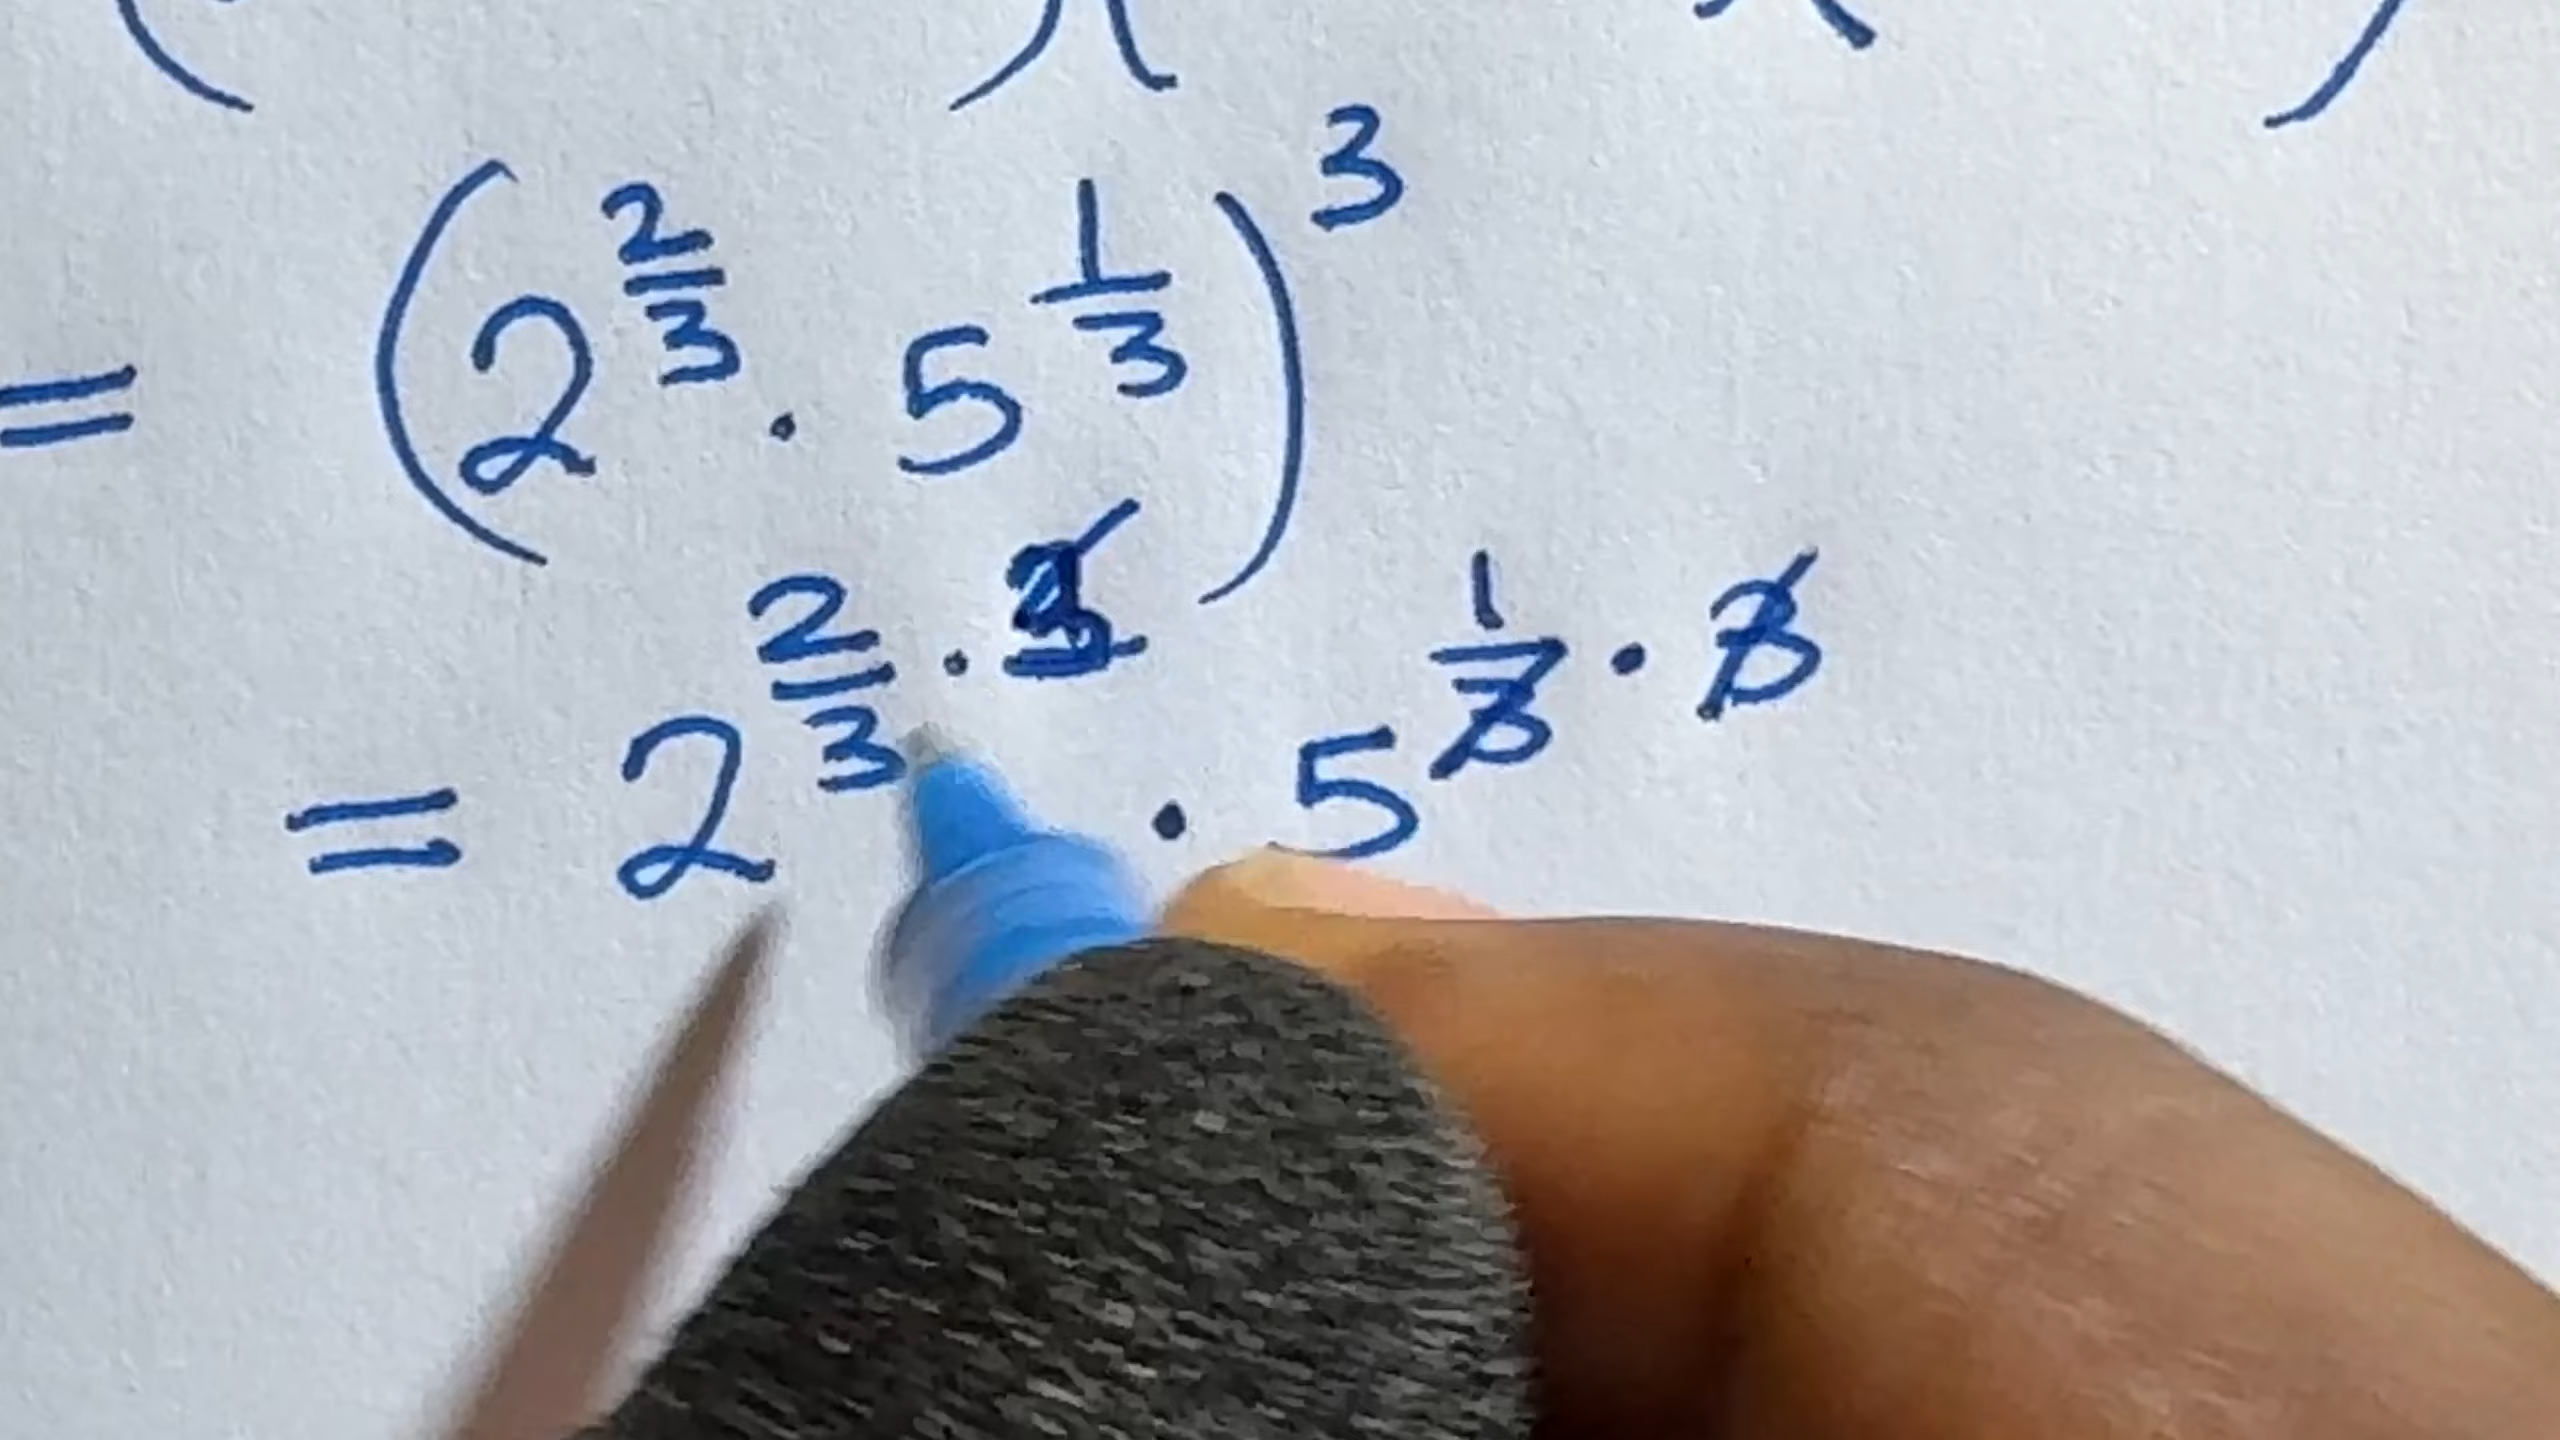 ( )( )
= (2^{2/3} · 5^{1/3})^3
= 2^{2/3 · 3} · 5^{1/3 · 3}